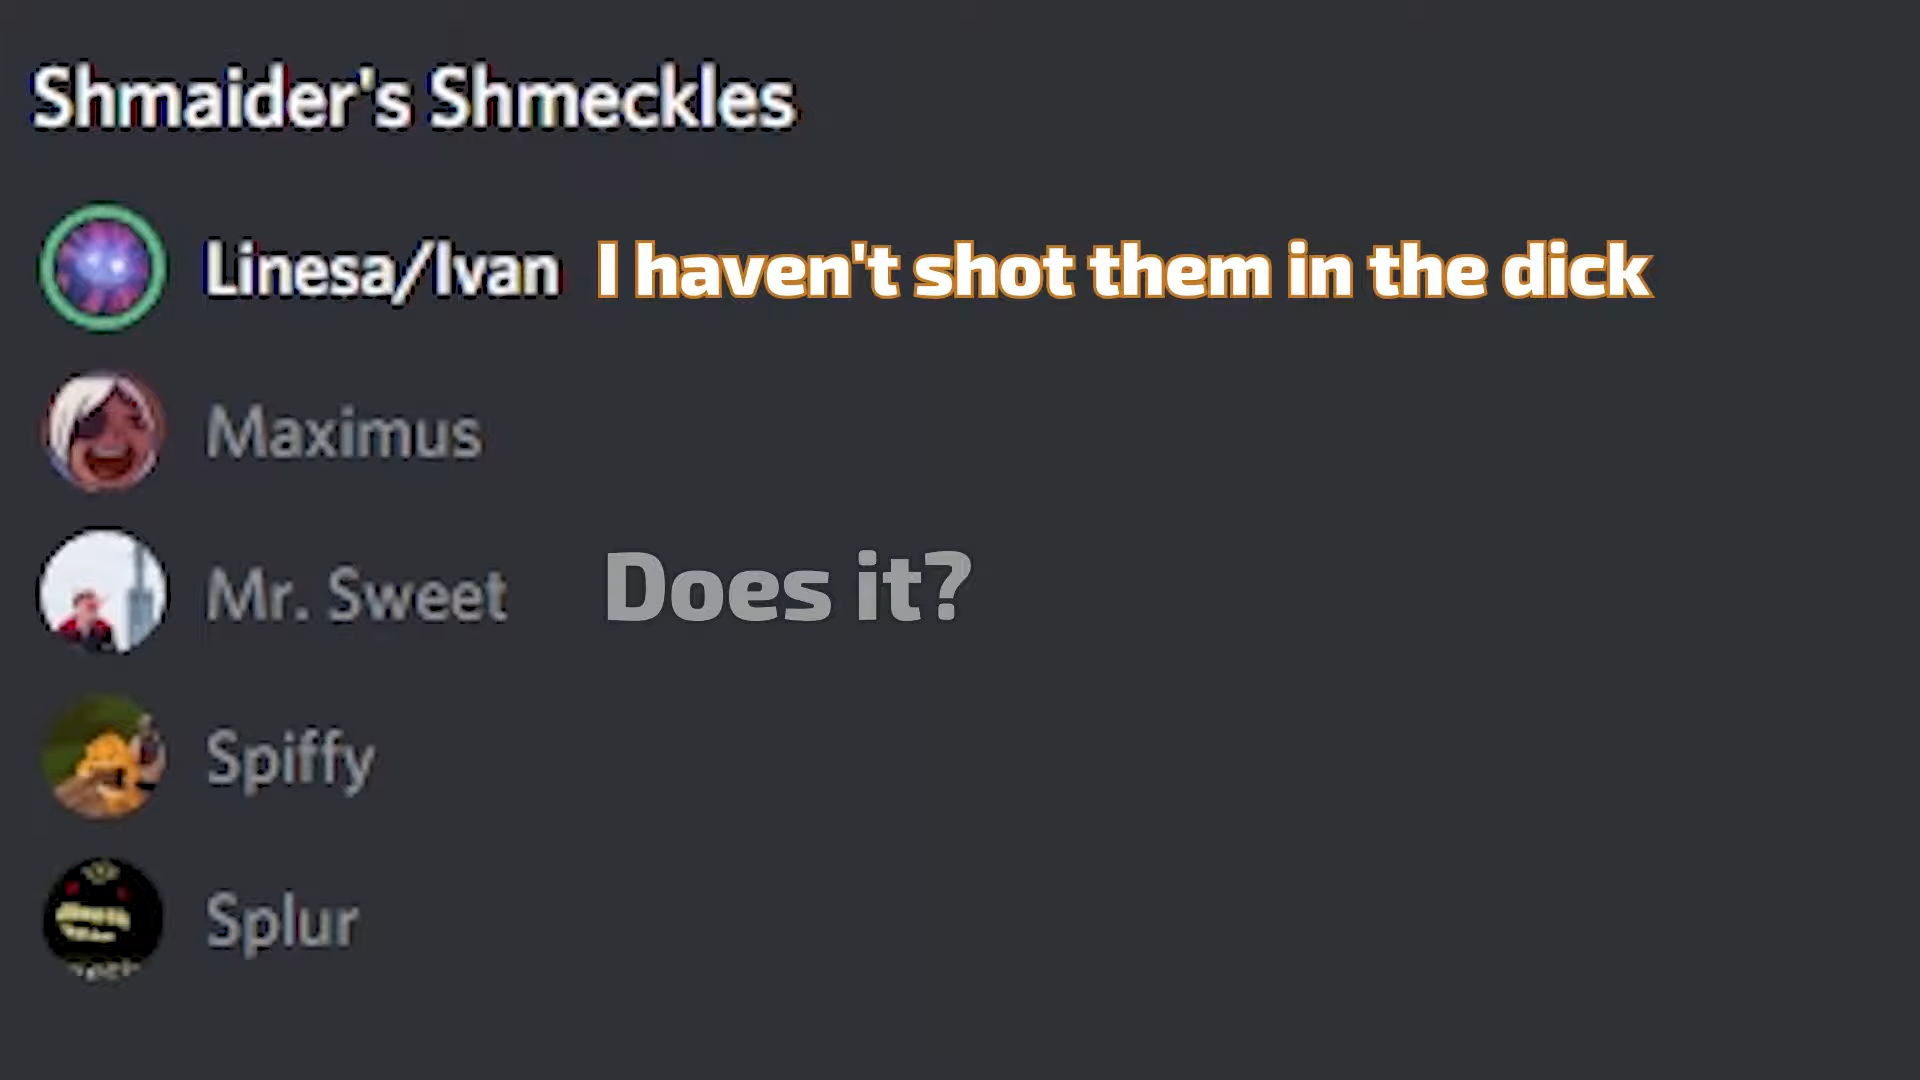 Shmaider's Shmeckles
Linesa/Ivan I haven't shot them in the dick
Maximus
Mr. Sweet Does it?
Spiffy
Splur